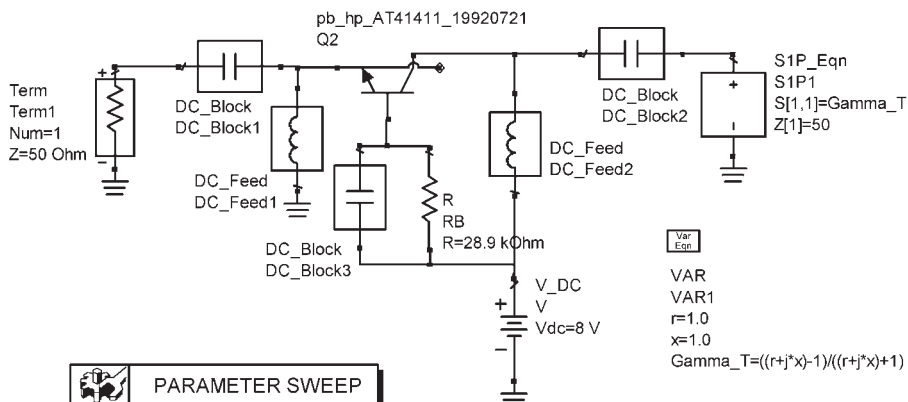 pb_hp_AT41411_19920721
Q2
Term
Term1
Num=1
Z=50 Ohm
+
-
DC_Block
DC_Block1
DC_Feed
DC_Feed1
DC_Block
DC_Block3
R
RB
R=28.9 kOhm
DC_Feed
DC_Feed2
DC_Block
DC_Block2
+
-
S1P_Eqn
S1P1
S[1,1]=Gamma_T
Z[1]=50
+
-
V_DC
V
Vdc=8 V
Var
Eqn
VAR
VAR1
r=1.0
x=1.0
Gamma_T=((r+j*x)-1)/((r+j*x)+1)
PARAMETER SWEEP